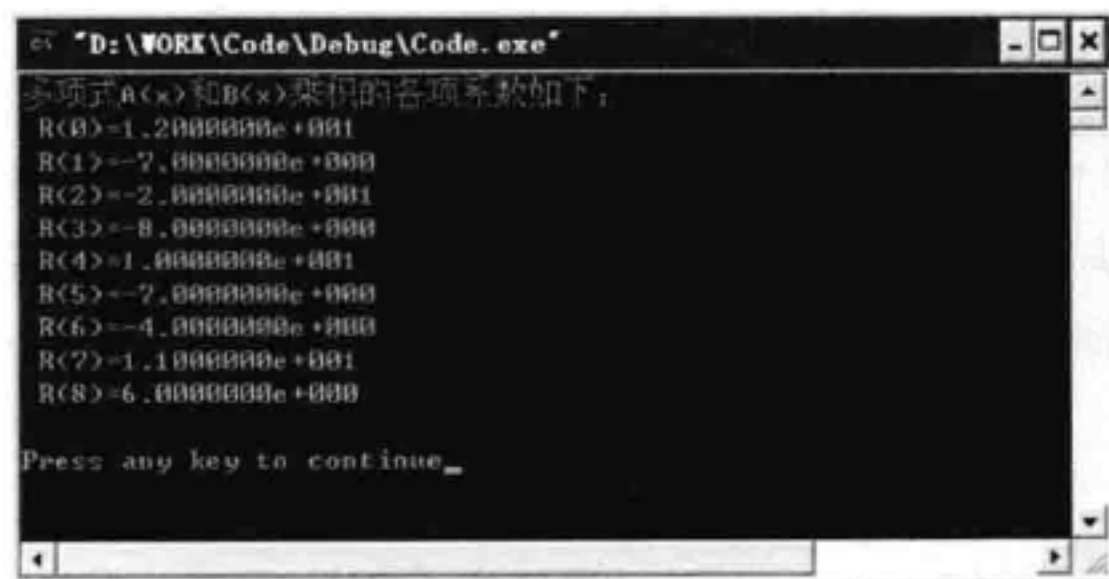 "D:\WORK\Code\Debug\Code.exe"
多项式A(x)和B(x)乘积的各项系数如下:
R(0)=1.2000000e+001
R(1)=-7.0000000e+000
R(2)=-2.0000000e+001
R(3)=-8.0000000e+000
R(4)=1.0000000e+001
R(5)=-7.0000000e+000
R(6)=-4.0000000e+000
R(7)=1.1000000e+001
R(8)=6.0000000e+000
Press any key to continue_